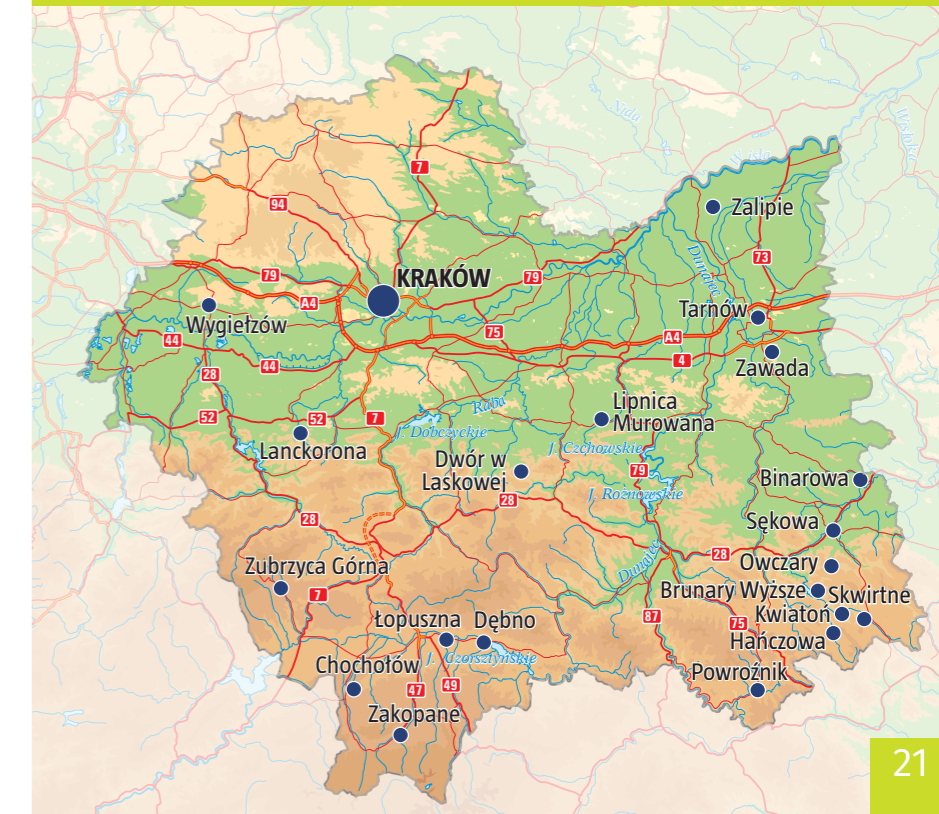 Nida
Wisła
Wisłoka
7
94
Zalipie
Dunajec
73
79
KRAKÓW
79
A4
Tarnów
Wygiełzów
75
A4
44
44
4
Zawada
28
Raba
Lipnica
Murowana
52
52
7
J. Dobczyckie
Lanckorona
J. Czchowskie
Dwór w
Laskowej
79
Binarowa
28
J. Rożnowskie
28
Sękowa
Dunajec
28
Owczary
Zubrzyca Górna
Brunary Wyższe
Skwirtne
7
Kwiatoń
Łopuszna
Dębno
87
75
Hańczowa
J. Czorsztyńskie
Chochołów
Powroźnik
47
49
Zakopane
21